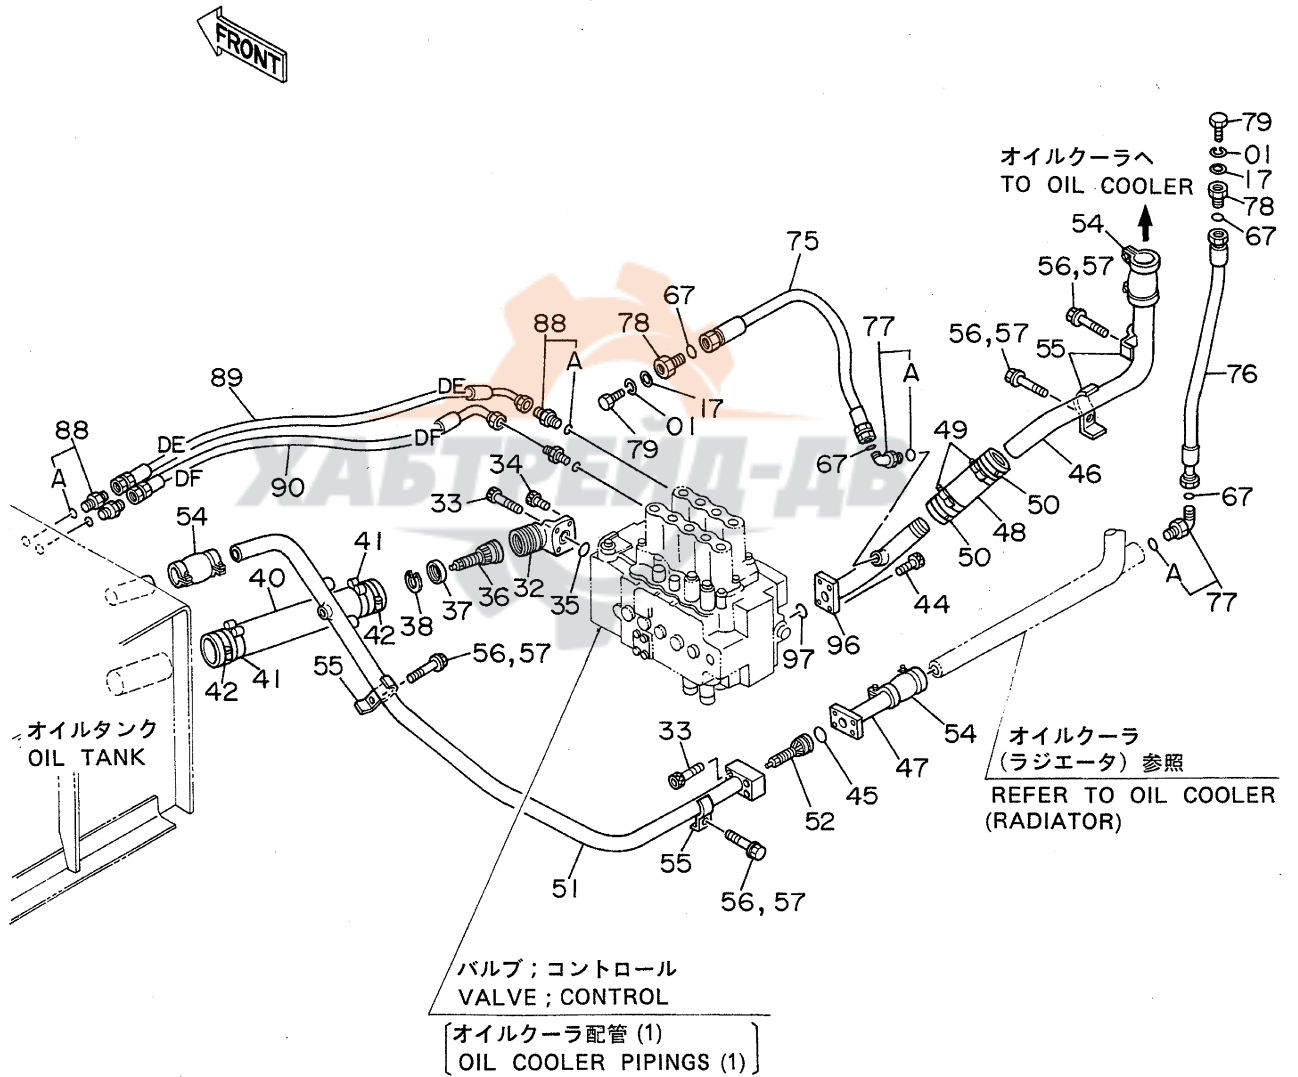 FRONT
79
オイルクーラへ
01
TO OIL COOLER
17
78
54
67
75
56,57
67
88
78
77
56,57
55
A
A
76
89
DE
17
01
79
88
DE
DF
49
A
DF
90
67
46
34
50
67
33
48
54
41
50
40
A
38
37
36
32
35
44
77
42
96
97
56,57
41
55
42
54
33
オイルタンク
OIL TANK
47
オイルクーラ
(ラジエータ) 参照
45
REFER TO OIL COOLER
(RADIATOR)
52
55
51
56,57
バルブ ; コントロール
VALVE ; CONTROL
オイルクーラ配管 (1)
OIL COOLER PIPINGS (1)
ХАБТРЕЙД-ДВ